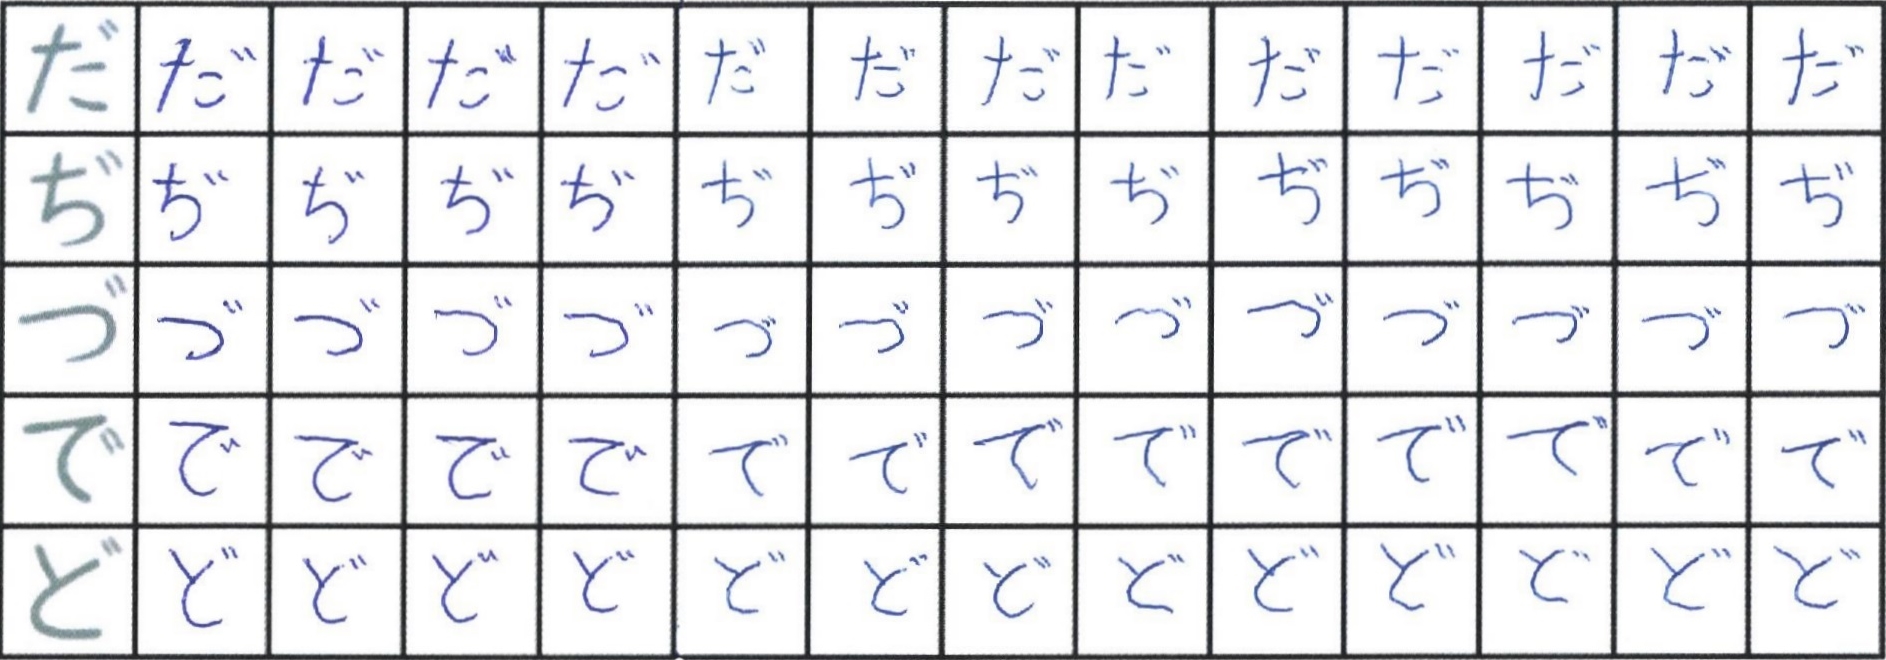 だ だ だ だ だ だ だ だ だ だ だ だ だ だ
ぢ ぢ ぢ ぢ ぢ ぢ ぢ ぢ ぢ ぢ ぢ ぢ ぢ ぢ
づ づ づ づ づ づ づ づ づ づ づ づ づ づ
で で で で で で で で で で で で で で
ど ど ど ど ど ど ど ど ど ど ど ど ど ど